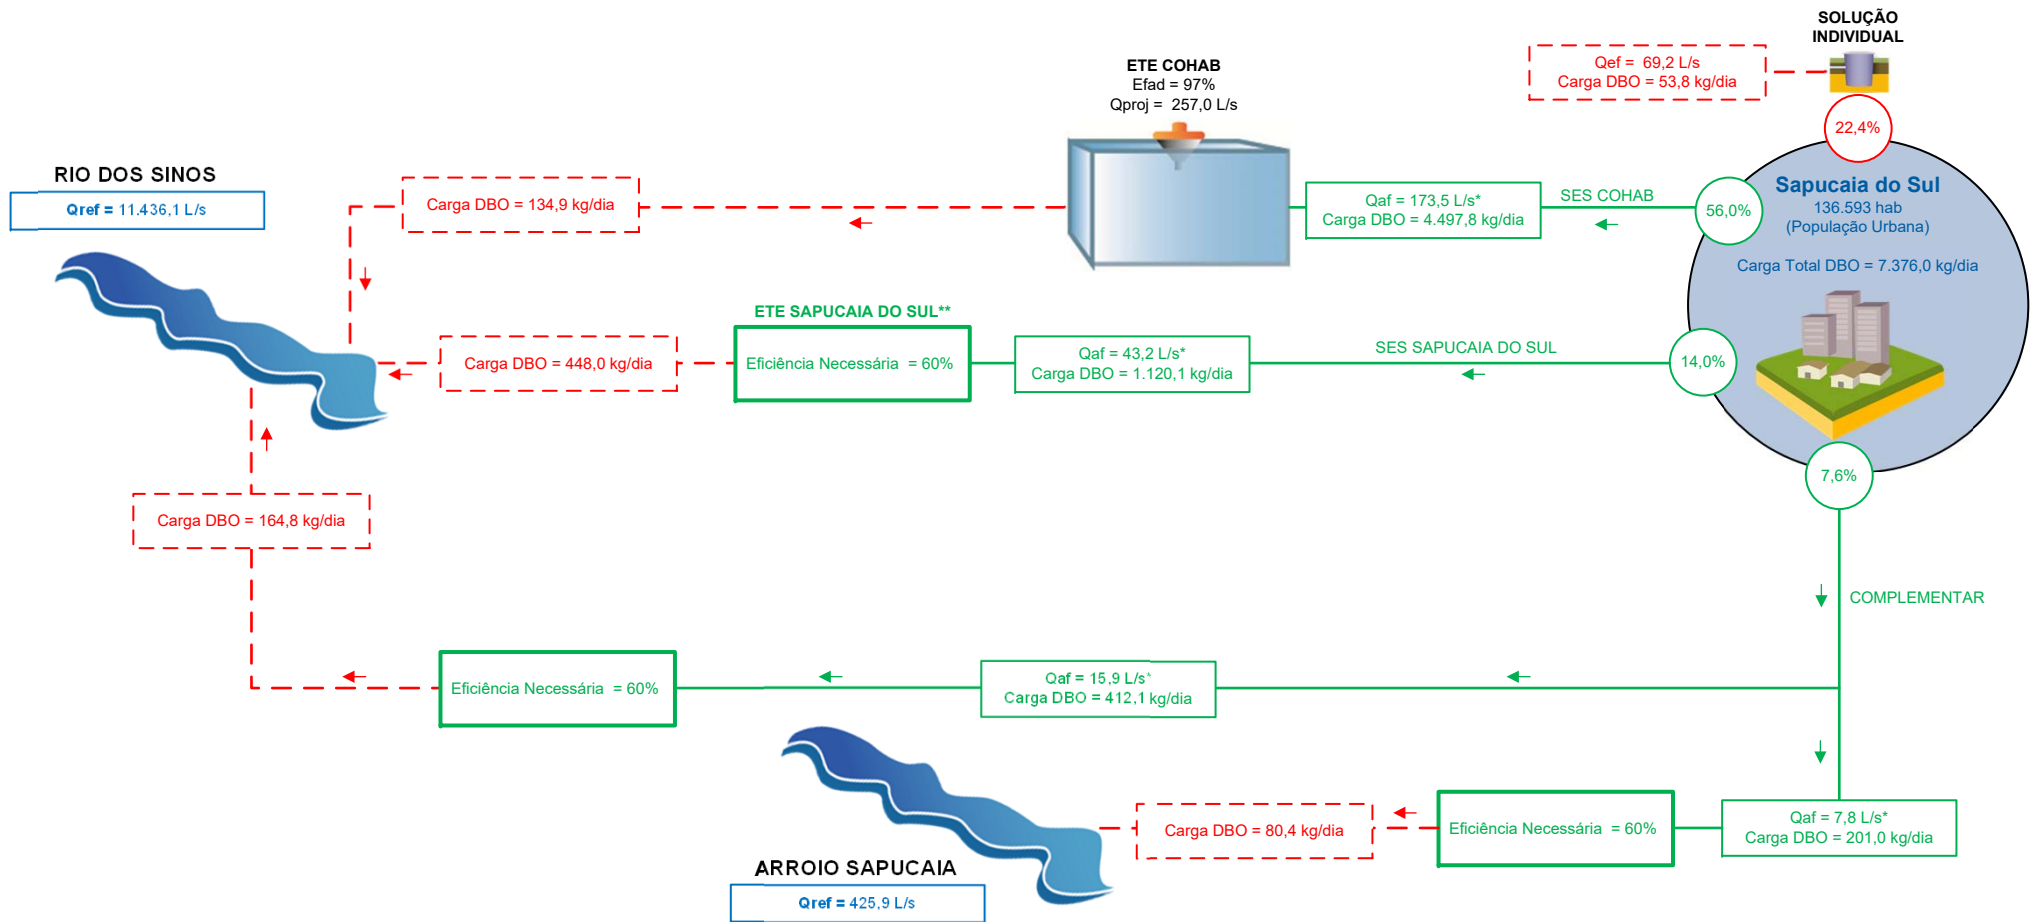 SOLUÇÃO
INDIVIDUAL
Qef = 69,2 L/s
Carga DBO = 53,8 kg/dia
22,4%
ETE COHAB
Efad = 97%
Qproj = 257,0 L/s
RIO DOS SINOS
Qref = 11.436,1 L/s
Carga DBO = 134,9 kg/dia
Qaf = 173,5 L/s*
Carga DBO = 4.497,8 kg/dia
SES COHAB
56,0%
Sapucaia do Sul
136.593 hab
(População Urbana)
Carga Total DBO = 7.376,0 kg/dia
ETE SAPUCAIA DO SUL**
Carga DBO = 448,0 kg/dia
Eficiência Necessária = 60%
Qaf = 43,2 L/s*
Carga DBO = 1.120,1 kg/dia
SES SAPUCAIA DO SUL
14,0%
7,6%
Carga DBO = 164,8 kg/dia
COMPLEMENTAR
Eficiência Necessária = 60%
Qaf = 15,9 L/s*
Carga DBO = 412,1 kg/dia
Carga DBO = 80,4 kg/dia
Eficiência Necessária = 60%
Qaf = 7,8 L/s*
Carga DBO = 201,0 kg/dia
ARROIO SAPUCAIA
Qref = 425,9 L/s